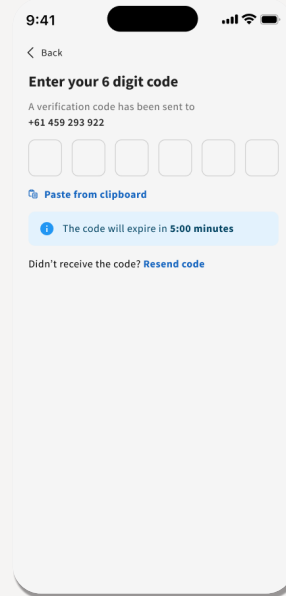 9:41
Back
Enter your 6 digit code
A verification code has been sent to
+61 459 293 922
Paste from clipboard
The code will expire in 5:00 minutes
Didn't receive the code? Resend code